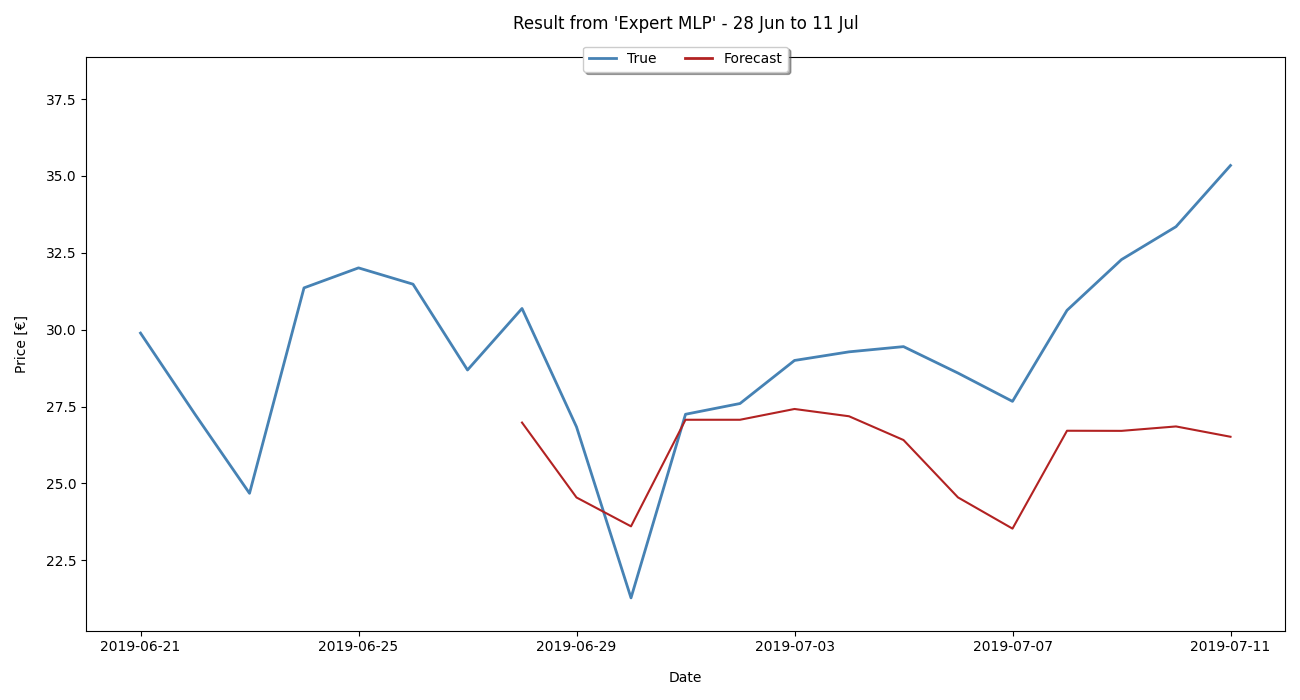 Result from 'Expert MLP' - 28 Jun to 11 Jul
True Forecast
37.5
35.0
32.5
30.0
27.5
25.0
22.5
Price [€]
2019-06-21 2019-06-25 2019-06-29 2019-07-03 2019-07-07 2019-07-11
Date